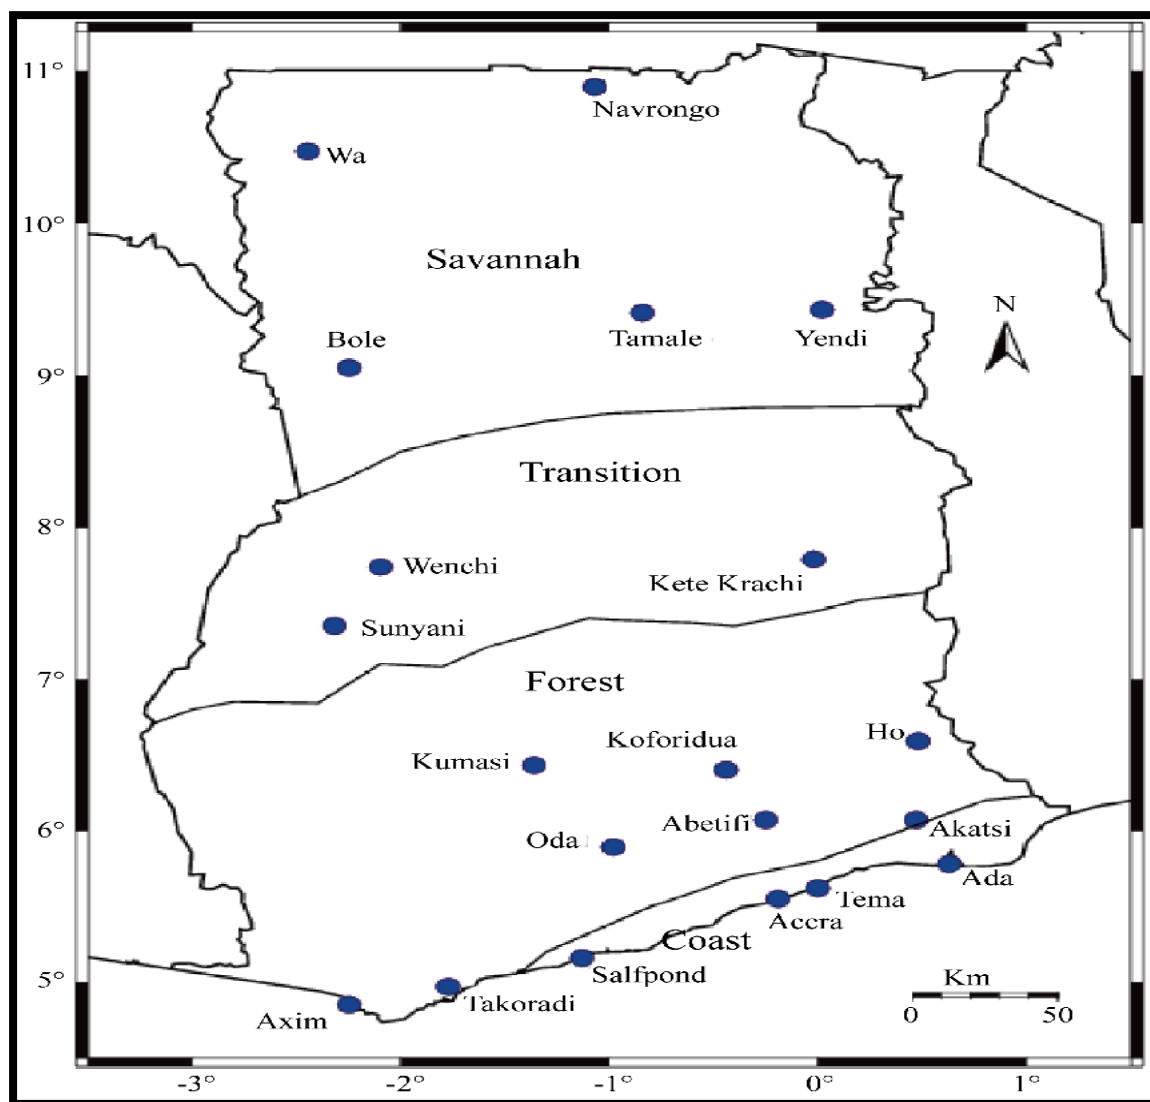 11°
Navrongo
Wa
10°
Savannah
N
Bole
Tamale
Yendi
9°
Transition
8°
Wenchi
Kete Krachi
Sunyani
7°
Forest
Ho
Koforidua
Kumasi
Abetifi
Akatsi
6°
Oda
Ada
Tema
Accra
Coast
Salfpond
Km
5°
Takoradi
0 50
Axim
-3° -2° -1° 0° 1°